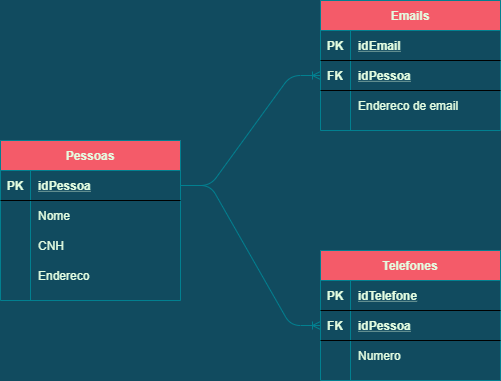 Emails
PK idEmail
FK idPessoa
Endereco de email
Pessoas
PK idPessoa
Nome
CNH
Endereco
Telefones
PK idTelefone
FK idPessoa
Numero